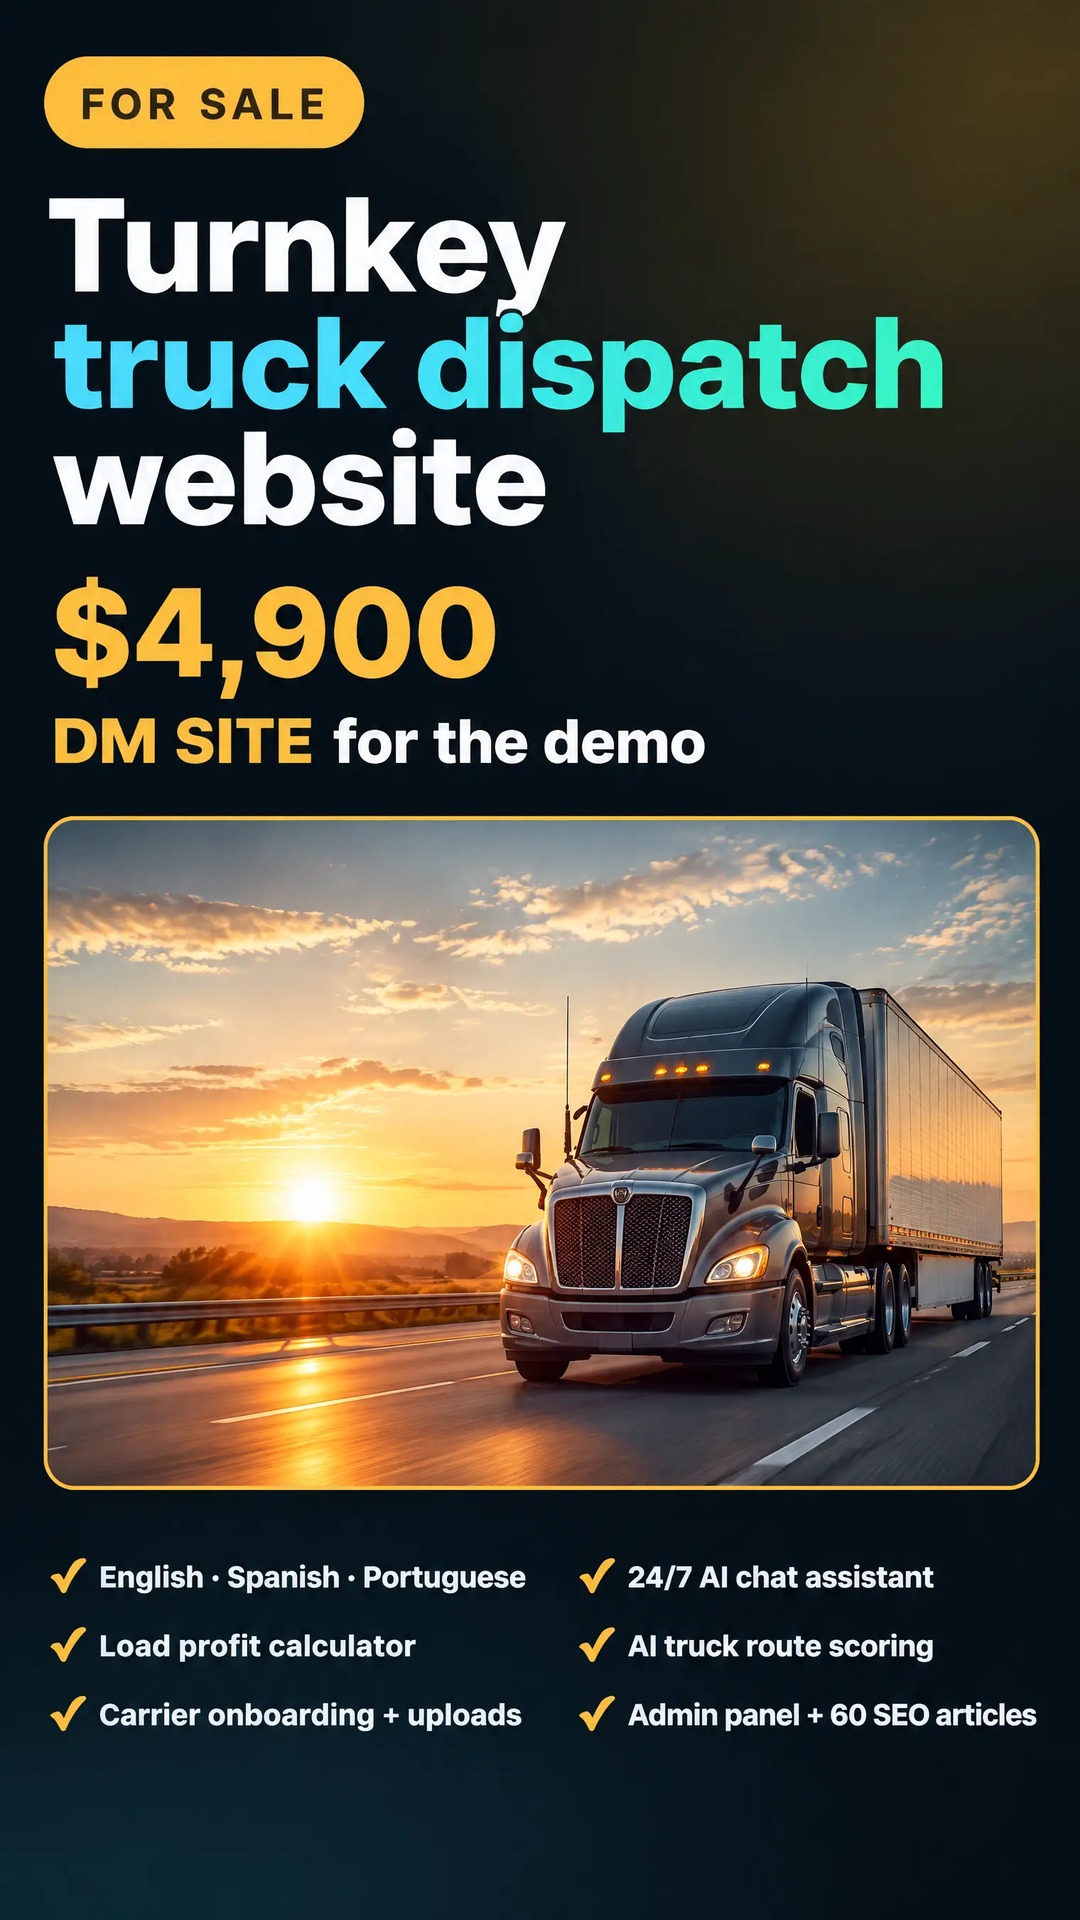 FOR SALE
Turnkey
truck dispatch
website
$4,900
DM SITE for the demo
✔ English · Spanish · Portuguese
✔ 24/7 AI chat assistant
✔ Load profit calculator
✔ AI truck route scoring
✔ Carrier onboarding + uploads
✔ Admin panel + 60 SEO articles